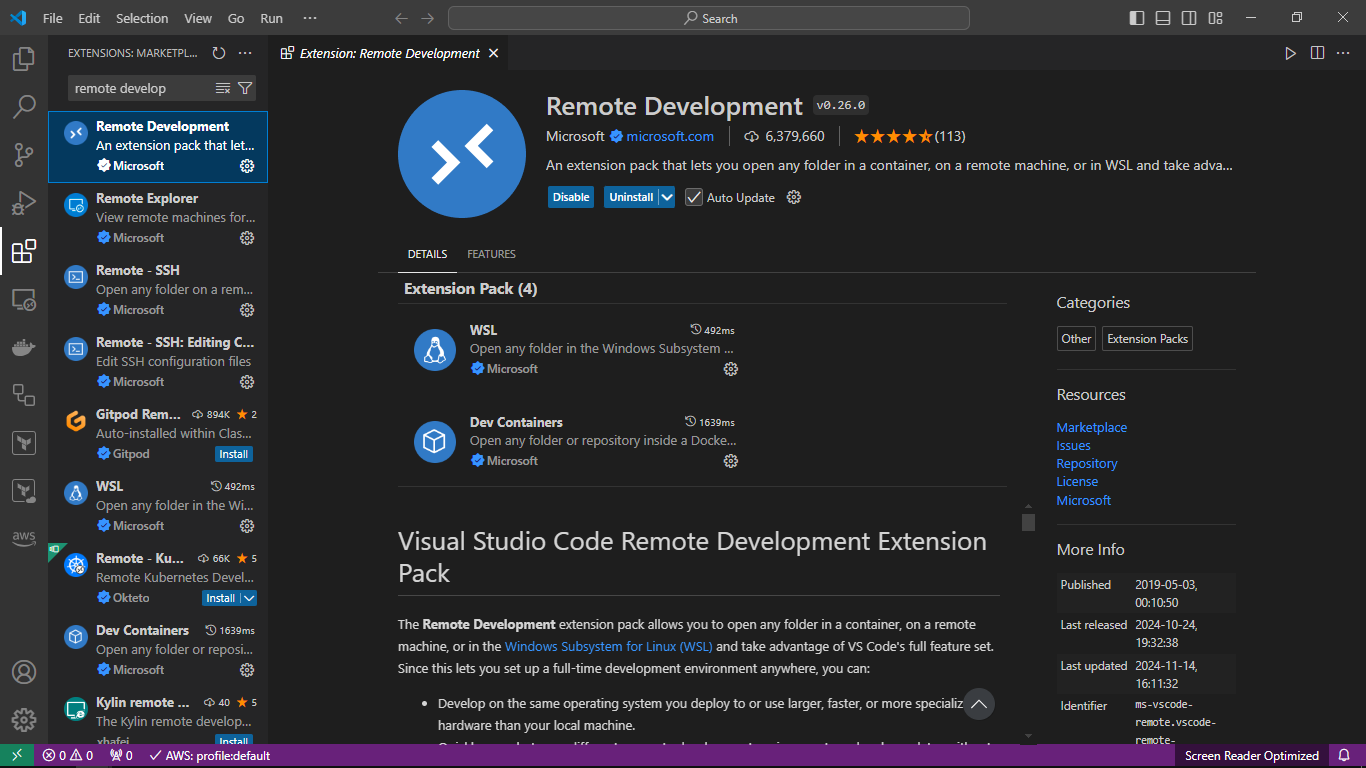 File Edit Selection View Go Run ···
Search
EXTENSIONS: MARKETPL...
remote develop
Remote Development
An extension pack that let...
Microsoft
Remote Explorer
View remote machines for...
Microsoft
Remote - SSH
Open any folder on a rem...
Microsoft
Remote - SSH: Editing C...
Edit SSH configuration files
Microsoft
Gitpod Rem... 894K 2
Auto-installed within Clas...
Gitpod Install
WSL 492ms
Open any folder in the Wi...
Microsoft
Remote - Ku... 66K 5
Remote Kubernetes Devel...
Okteto Install
Dev Containers 1639ms
Open any folder or reposi...
Microsoft
Kylin remote ... 40 5
The Kylin remote develop...
xhafei Install
Extension: Remote Development
Remote Development v0.26.0
Microsoft microsoft.com 6,379,660 (113)
An extension pack that lets you open any folder in a container, on a remote machine, or in WSL and take adva...
Disable Uninstall Auto Update
DETAILS FEATURES
Extension Pack (4)
WSL 492ms
Open any folder in the Windows Subsystem ...
Microsoft
Dev Containers 1639ms
Open any folder or repository inside a Docke...
Microsoft
Visual Studio Code Remote Development Extension
Pack
The Remote Development extension pack allows you to open any folder in a container, on a remote
machine, or in the Windows Subsystem for Linux (WSL) and take advantage of VS Code's full feature set.
Since this lets you set up a full-time development environment anywhere, you can:
• Develop on the same operating system you deploy to or use larger, faster, or more specializ
hardware than your local machine.
Categories
Other Extension Packs
Resources
Marketplace
Issues
Repository
License
Microsoft
More Info
Published 2019-05-03,
00:10:50
Last released 2024-10-24,
19:32:38
Last updated 2024-11-14,
16:11:32
Identifier ms-vscode-
remote.vscode-
remote-
aws
0 0 0 AWS: profile:default
Screen Reader Optimized